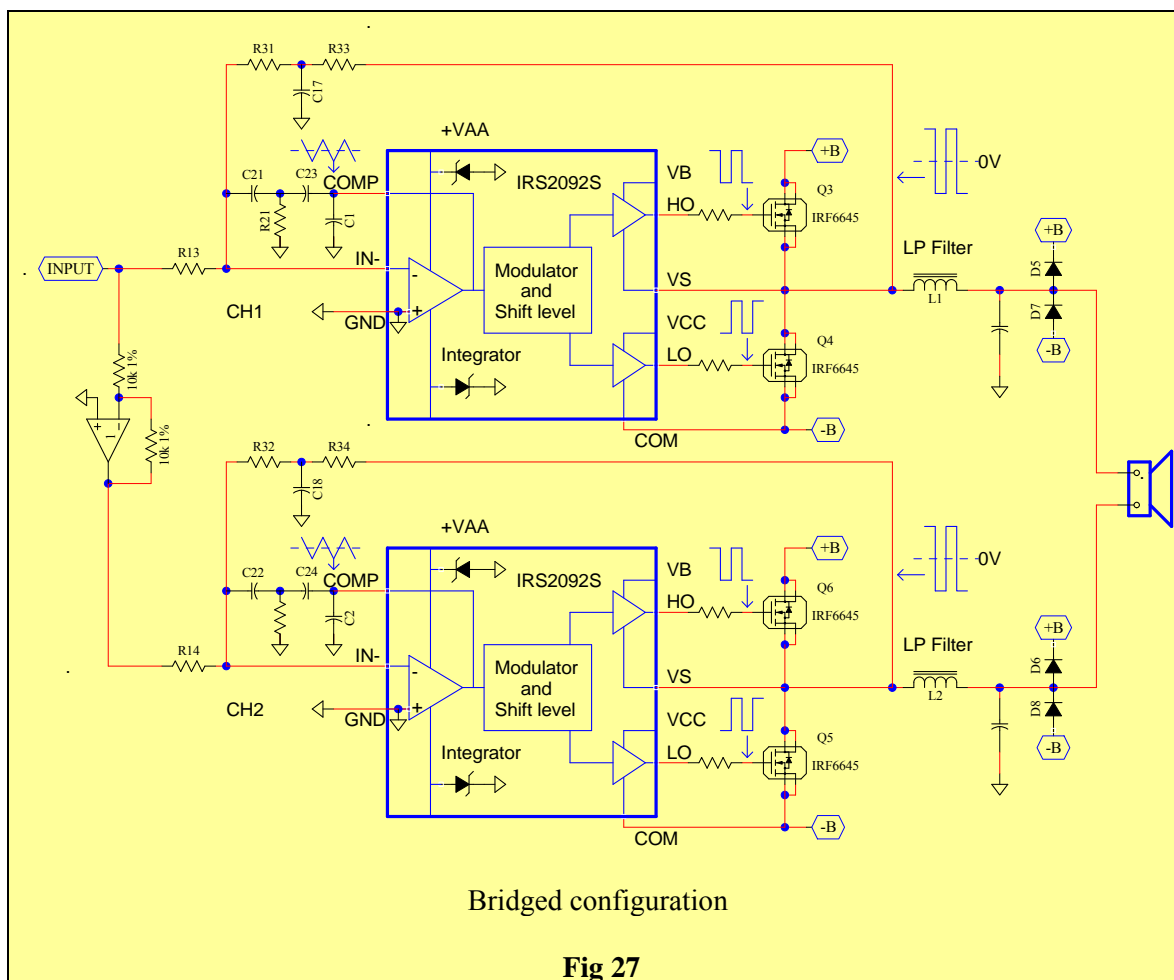 R31
R33
C17
+VAA
+B
0V
C21
C23
COMP
IRS2092S
VB
HO
Q3
IRF6645
R21
C1
LP Filter
+B
D5
INPUT
R13
IN-
-
Modulator
and
Shift level
VS
L1
CH1
+
GND
VCC
D7
LO
Q4
IRF6645
-B
Integrator
10k 1%
+
-
1
10k 1%
COM
-B
R32
R34
C18
+VAA
+B
0V
C22
C24
COMP
IRS2092S
VB
HO
Q6
IRF6645
C2
LP Filter
+B
D6
R14
IN-
-
Modulator
and
Shift level
VS
L2
CH2
+
GND
VCC
D8
LO
Q5
IRF6645
-B
Integrator
COM
-B
Bridged configuration
Fig 27